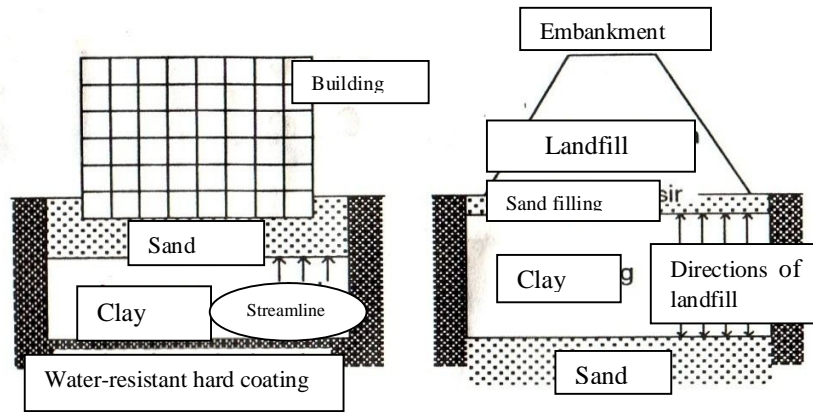 Building
Sand
Clay
Streamline
Water-resistant hard coating
Embankment
Landfill
Sand filling
sir
Clay
g
Directions of
landfill
Sand